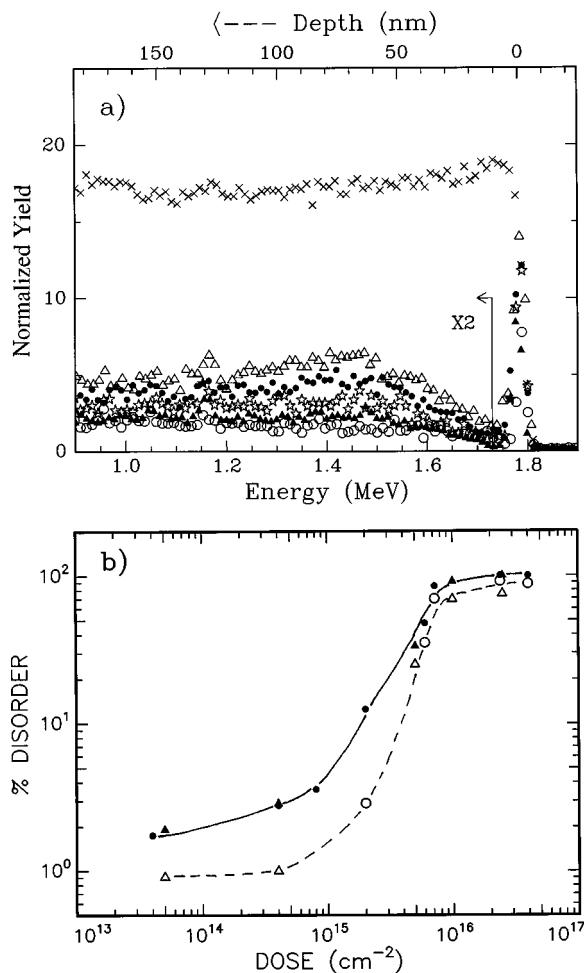 ⟨--- Depth (nm)
150 100 50 0
a)
20
10
0
Normalized Yield
X2
1.0 1.2 1.4 1.6 1.8
Energy (MeV)
b)
10²
10¹
10⁰
% DISORDER
10¹³ 10¹⁴ 10¹⁵ 10¹⁶ 10¹⁷
DOSE (cm⁻²)